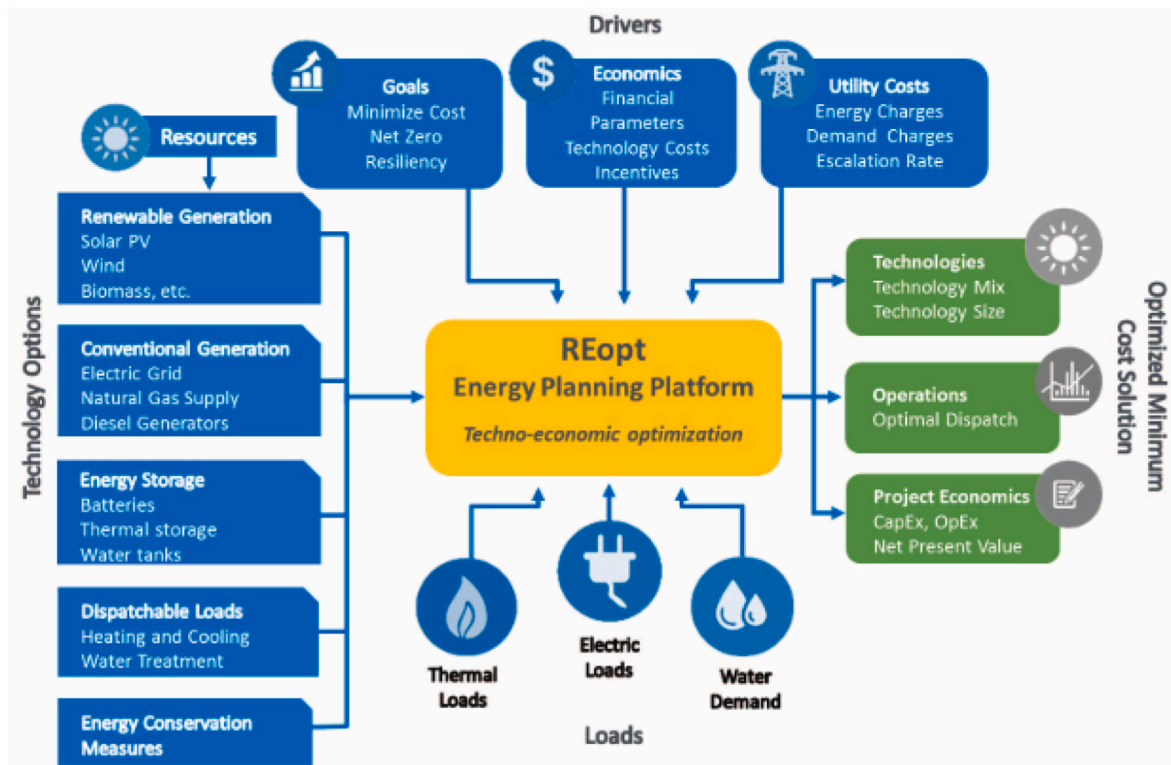 Drivers
Goals
Minimize Cost
Net Zero
Resiliency
$
Economics
Financial
Parameters
Technology Costs
Incentives
Utility Costs
Energy Charges
Demand Charges
Escalation Rate
Resources
Technology Options
Renewable Generation
Solar PV
Wind
Biomass, etc.
Conventional Generation
Electric Grid
Natural Gas Supply
Diesel Generators
Energy Storage
Batteries
Thermal storage
Water tanks
Dispatchable Loads
Heating and Cooling
Water Treatment
Energy Conservation
Measures
REopt
Energy Planning Platform
Techno-economic optimization
Thermal
Loads
Electric
Loads
Water
Demand
Loads
Technologies
Technology Mix
Technology Size
Operations
Optimal Dispatch
Project Economics
CapEx, OpEx
Net Present Value
Optimized Minimum
Cost Solution